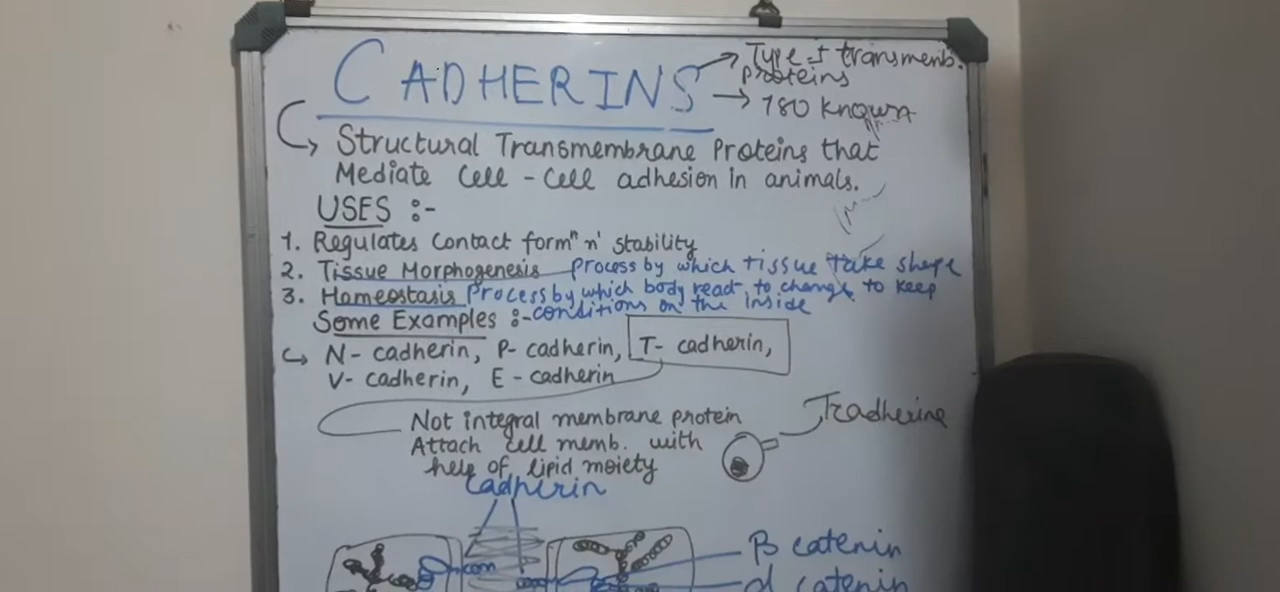 CADHERINS → Type I transmemb. proteins
→ 180 known
↳ Structural Transmembrane Proteins that
Mediate Cell - Cell adhesion in animals.
USES :-
1. Regulates Contact formⁿ n' stability
2. Tissue Morphogenesis Process by which tissue take shape
3. Homeostasis Process by which body react to change to keep
conditions on the inside
Some Examples :-
↳ N- cadherin, P- cadherin, T- cadherin,
V- cadherin, E - cadherin
Not integral membrane protein
Attach cell memb. with
help of lipid moiety
Tcadherine
Cadherin
β catenin
α catenin